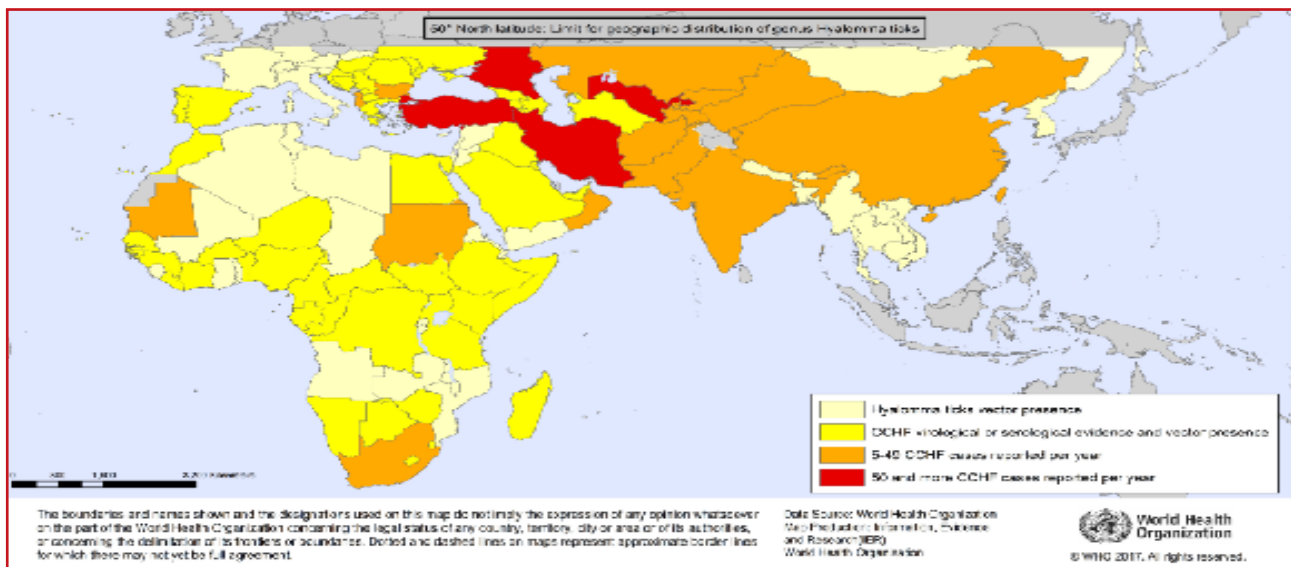 50° North latitude: Limit for geographic distribution of genus Hyalomma ticks
Hyalomma ticks vector presence
CCHF virological or serological evidence and vector presence
5-49 CCHF cases reported per year
50 and more CCHF cases reported per year
The boundaries and names shown and the designations used on this map do not imply the expression of any opinion whatsoever
on the part of the World Health Organization concerning the legal status of any country, territory, city or area or of its authorities,
or concerning the delimitation of its frontiers or boundaries. Dotted and dashed lines on maps represent approximate border lines
for which there may not yet be full agreement.
Data Source: World Health Organization
Map Production: Information, Evidence
and Research(IER)
World Health Organization
World Health
Organization
© WHO 2017. All rights reserved.